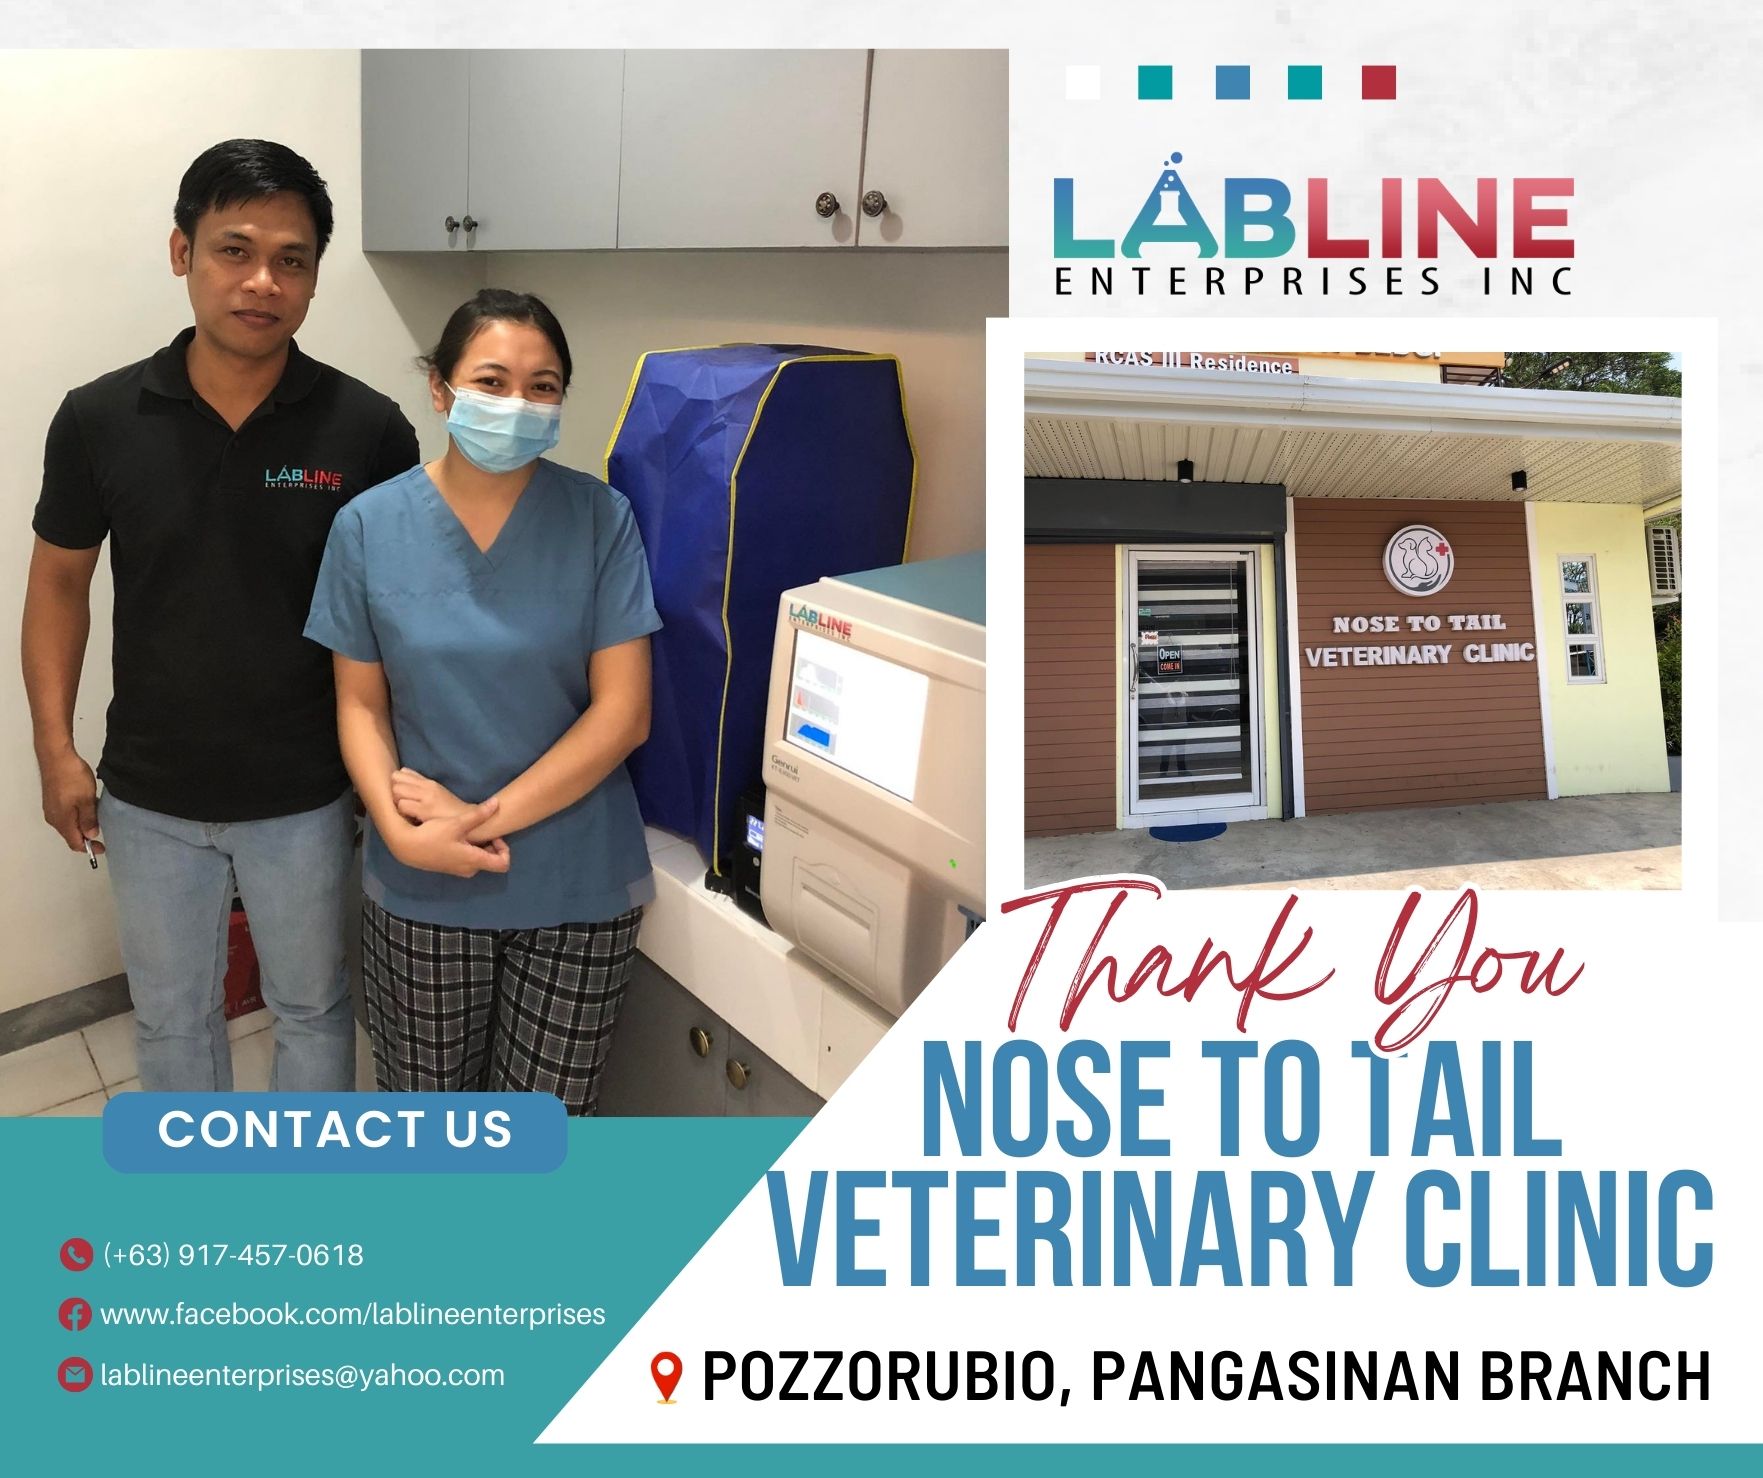 LABLINE
ENTERPRISES INC
LABLINE
ENTERPRISES INC
LABLINE
ENTERPRISES INC
Genrui
RCAS III Residence
NOSE TO TAIL
VETERINARY CLINIC
OPEN
COME IN
Thank You
NOSE TO TAIL
VETERINARY CLINIC
POZZORUBIO, PANGASINAN BRANCH
CONTACT US
(+63) 917-457-0618
www.facebook.com/lablineenterprises
lablineenterprises@yahoo.com